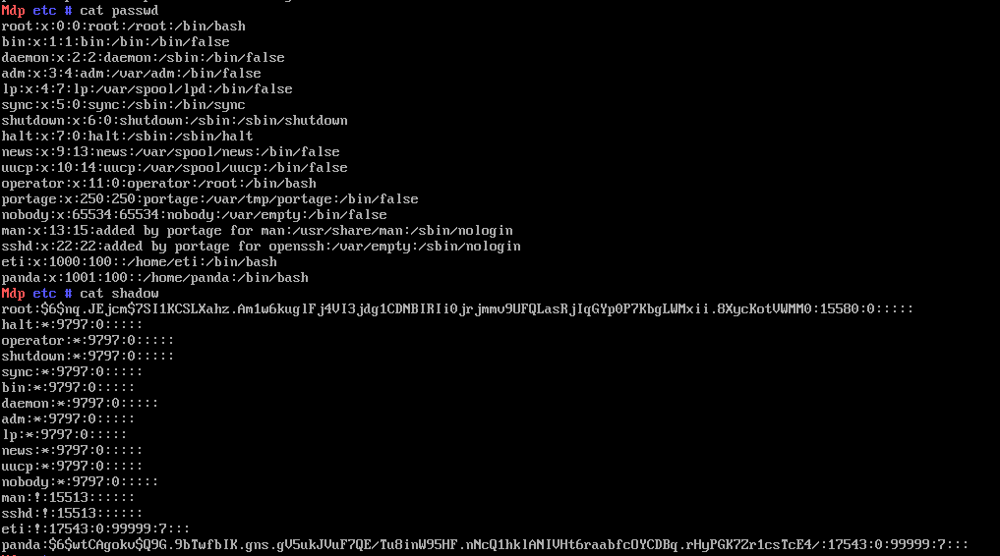 Mdp etc # cat passwd
root:x:0:0:root:/root:/bin/bash
bin:x:1:1:bin:/bin:/bin/false
daemon:x:2:2:daemon:/sbin:/bin/false
adm:x:3:4:adm:/var/adm:/bin/false
lp:x:4:7:lp:/var/spool/lpd:/bin/false
sync:x:5:0:sync:/sbin:/bin/sync
shutdown:x:6:0:shutdown:/sbin:/sbin/shutdown
halt:x:7:0:halt:/sbin:/sbin/halt
news:x:9:13:news:/var/spool/news:/bin/false
uucp:x:10:14:uucp:/var/spool/uucp:/bin/false
operator:x:11:0:operator:/root:/bin/bash
portage:x:250:250:portage:/var/tmp/portage:/bin/false
nobody:x:65534:65534:nobody:/var/empty:/bin/false
man:x:13:15:added by portage for man:/usr/share/man:/sbin/nologin
sshd:x:22:22:added by portage for openssh:/var/empty:/sbin/nologin
eti:x:1000:100::/home/eti:/bin/bash
panda:x:1001:100::/home/panda:/bin/bash
Mdp etc # cat shadow
root:$6$nq.JEjcm$7SI1KCSLXahz.Am1w6kuglFj4VI3jdg1CDNBIRIi0jrjmmv9UFQLasRjIqGYp0P7KbgLWMxii.8XycKotVWMM0:15580:0:::::
halt:*:9797:0:::::
operator:*:9797:0:::::
shutdown:*:9797:0:::::
sync:*:9797:0:::::
bin:*:9797:0:::::
daemon:*:9797:0:::::
adm:*:9797:0:::::
lp:*:9797:0:::::
news:*:9797:0:::::
uucp:*:9797:0:::::
nobody:*:9797:0:::::
man:!:15513::::::
sshd:!:15513::::::
eti:!:17543:0:99999:7:::
panda:$6$wtCAgokv$Q9G.9bTwfbIK.gns.gV5ukJVuF7QE/Tu8inW95HF.nNcQ1hklANIVHt6raabfcOYCDBq.rHyPGK7Zr1csTcE4/:17543:0:99999:7:::